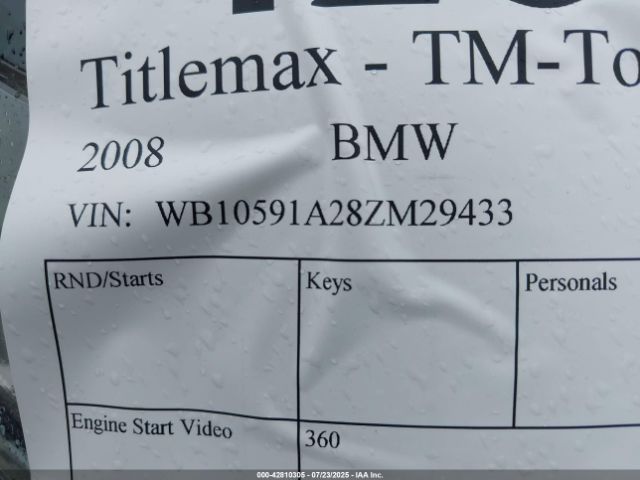 Titlemax - TM-To
2008 BMW
VIN: WB10591A28ZM29433
RND/Starts Keys Personals
Engine Start Video 360
000-42810305 - 07/23/2025 - IAA Inc.